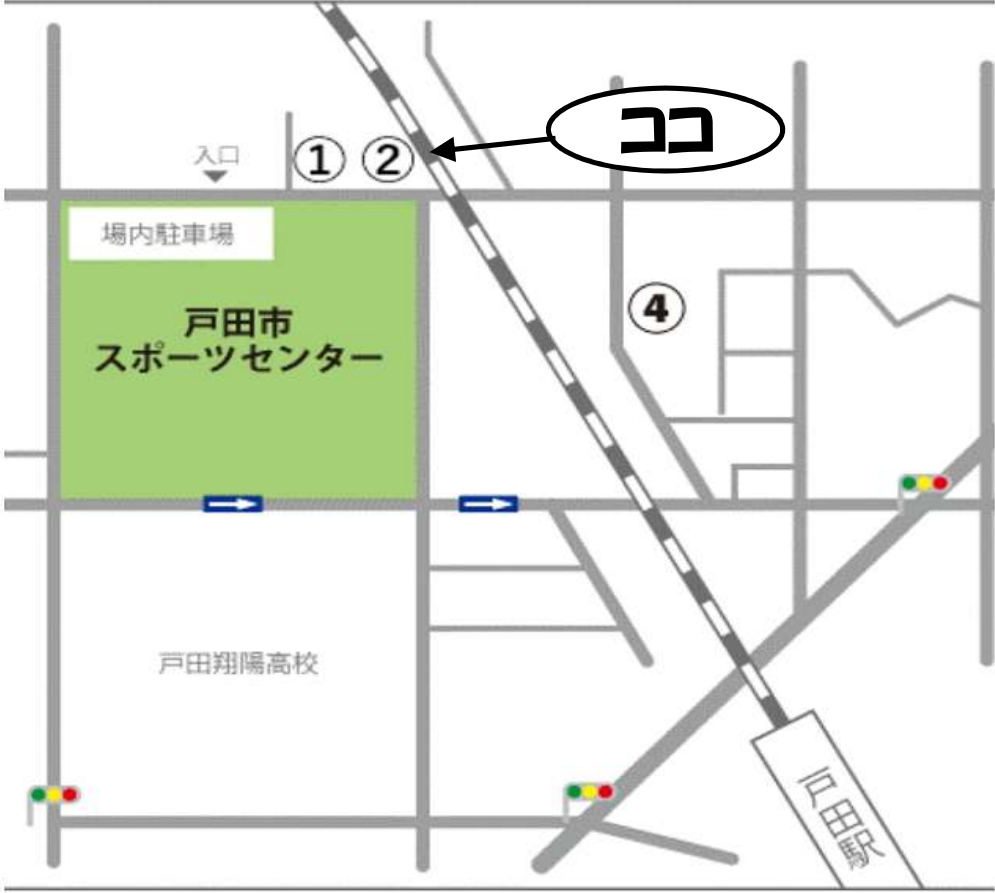 ココ
入口
① ②
場内駐車場
戸田市
スポーツセンター
④
戸田翔陽高校
戸田駅